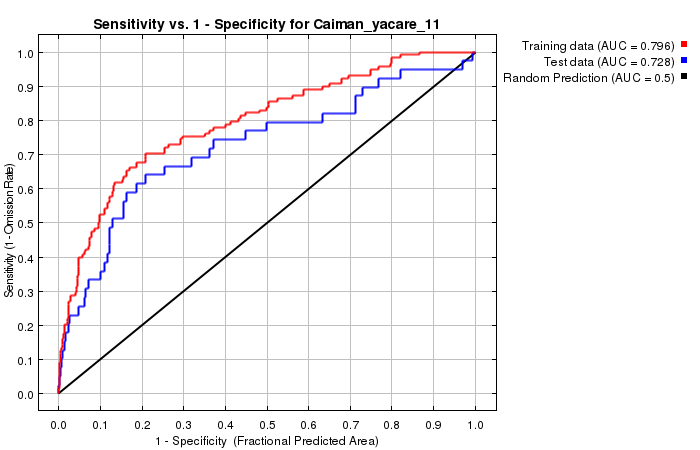 Sensitivity vs. 1 - Specificity for Caiman_yacare_11
Training data (AUC = 0.796)
Test data (AUC = 0.728)
Random Prediction (AUC = 0.5)
Sensitivity (1 - Omission Rate)
1.0
0.9
0.8
0.7
0.6
0.5
0.4
0.3
0.2
0.1
0.0
0.0 0.1 0.2 0.3 0.4 0.5 0.6 0.7 0.8 0.9 1.0
1 - Specificity (Fractional Predicted Area)